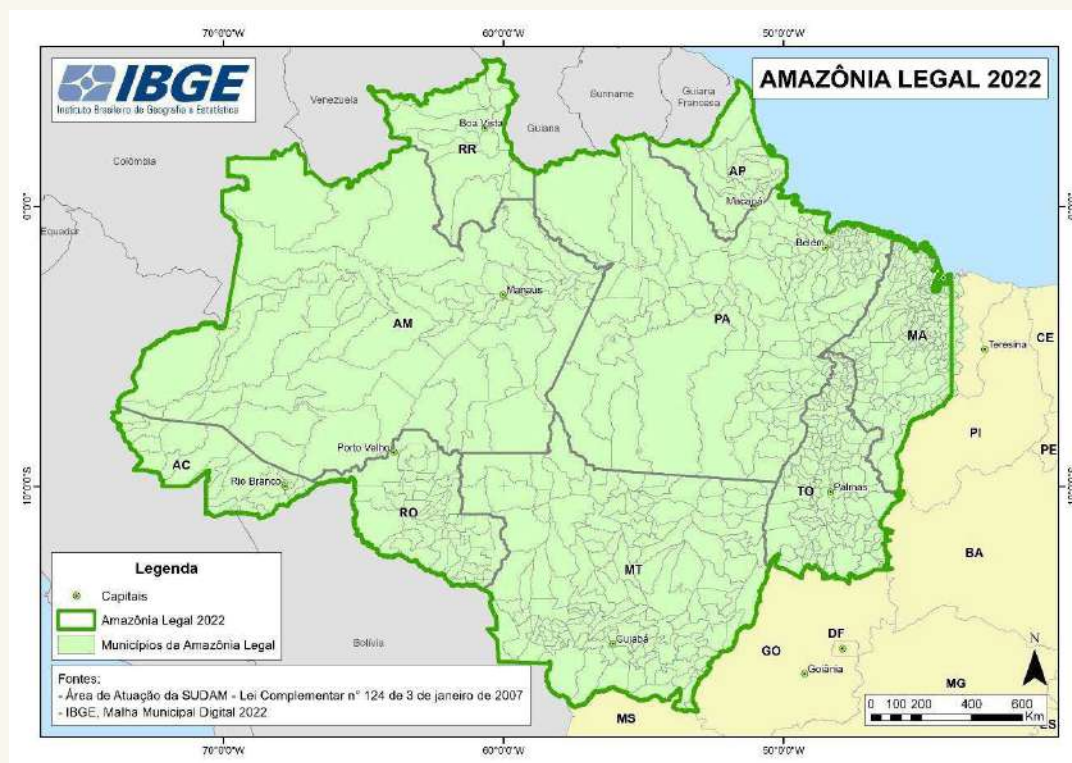 70°0'0"W 60°0'0"W 50°0'0"W
IBGE
Instituto Brasileiro de Geografia e Estatística
AMAZÔNIA LEGAL 2022
Venezuela
Suriname
Guiana Francesa
Guiana
Colômbia
Boa Vista
RR
AP
Macapá
0°0'0"
Equador
Belém
Manaus
AM
PA
MA
Teresina
CE
PI
PE
Porto Velho
AC
Rio Branco
10°0'0"S
10°0'0"S
RO
TO
Palmas
BA
MT
Legenda
Capitais
Amazônia Legal 2022
Municípios da Amazônia Legal
Bolívia
Cuiabá
GO
DF
Goiânia
N
MG
MS
Fontes:
- Área de Atuação da SUDAM - Lei Complementar n° 124 de 3 de janeiro de 2007
- IBGE, Malha Municipal Digital 2022
0 100 200 400 600
Km
70°0'0"W 60°0'0"W 50°0'0"W